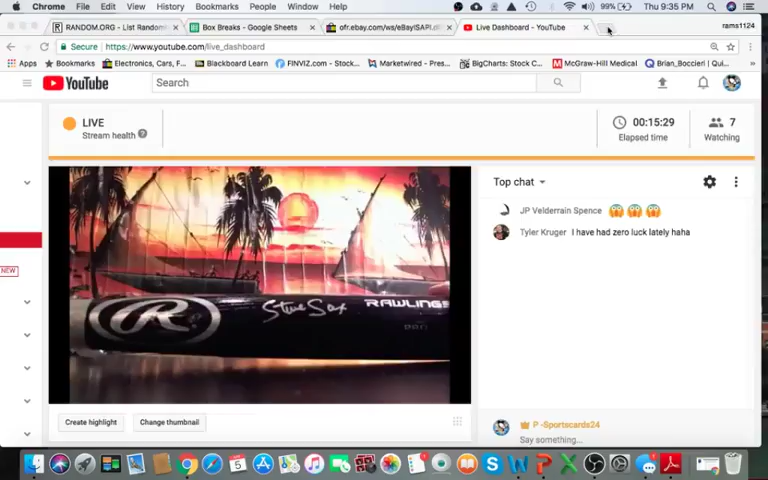 Chrome File Edit View History Bookmarks People Window Help 99% Thu 9:35 PM
RANDOM.ORG - List Random Box Breaks - Google Sheets ofr.ebay.com/ws/eBayISAPI.dl Live Dashboard - YouTube rams1124
Secure https://www.youtube.com/live_dashboard
Apps Bookmarks Electronics, Cars, F... Blackboard Learn FINVIZ.com - Stock... Marketwired - Pres... BigCharts: Stock C... McGraw-Hill Medical Brian_Boccieri | Qui...
YouTube Search
LIVE
Stream health
00:15:29
Elapsed time
7
Watching
NEW
R Steve Sax RAWLINGS
Top chat
JP Velderrain Spence 😱 😱 😱
Tyler Kruger I have had zero luck lately haha
Create highlight Change thumbnail
P -Sportscards24
Say something...
5